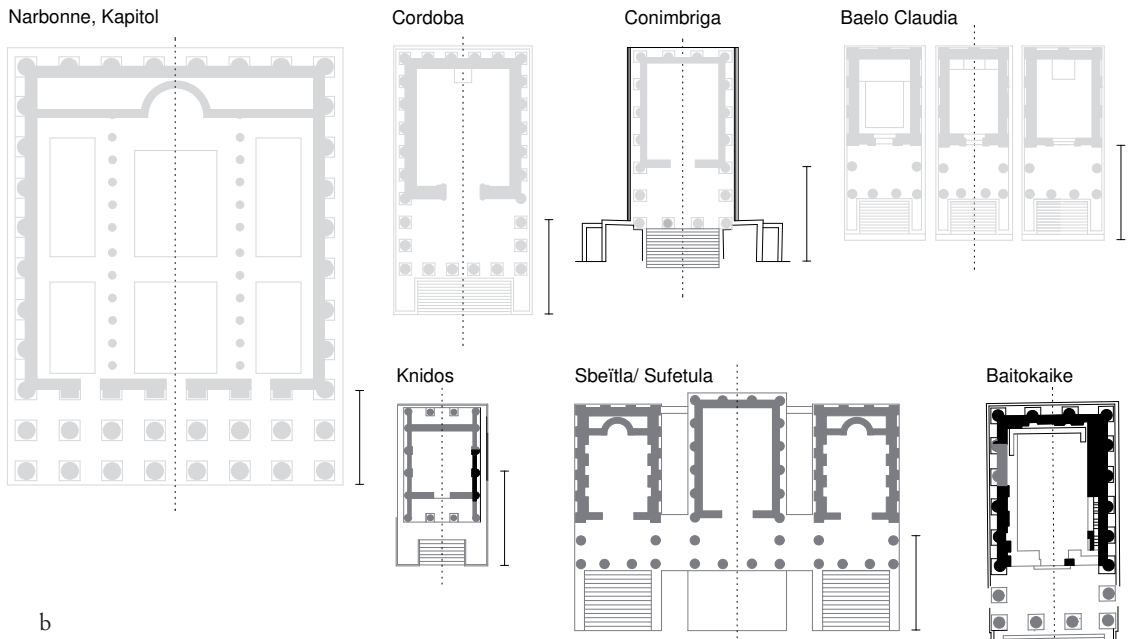 Narbonne, Kapitol
Cordoba
Conimbriga
Baelo Claudia
Knidos
Sbeïtla/ Sufetula
Baitokaike
b